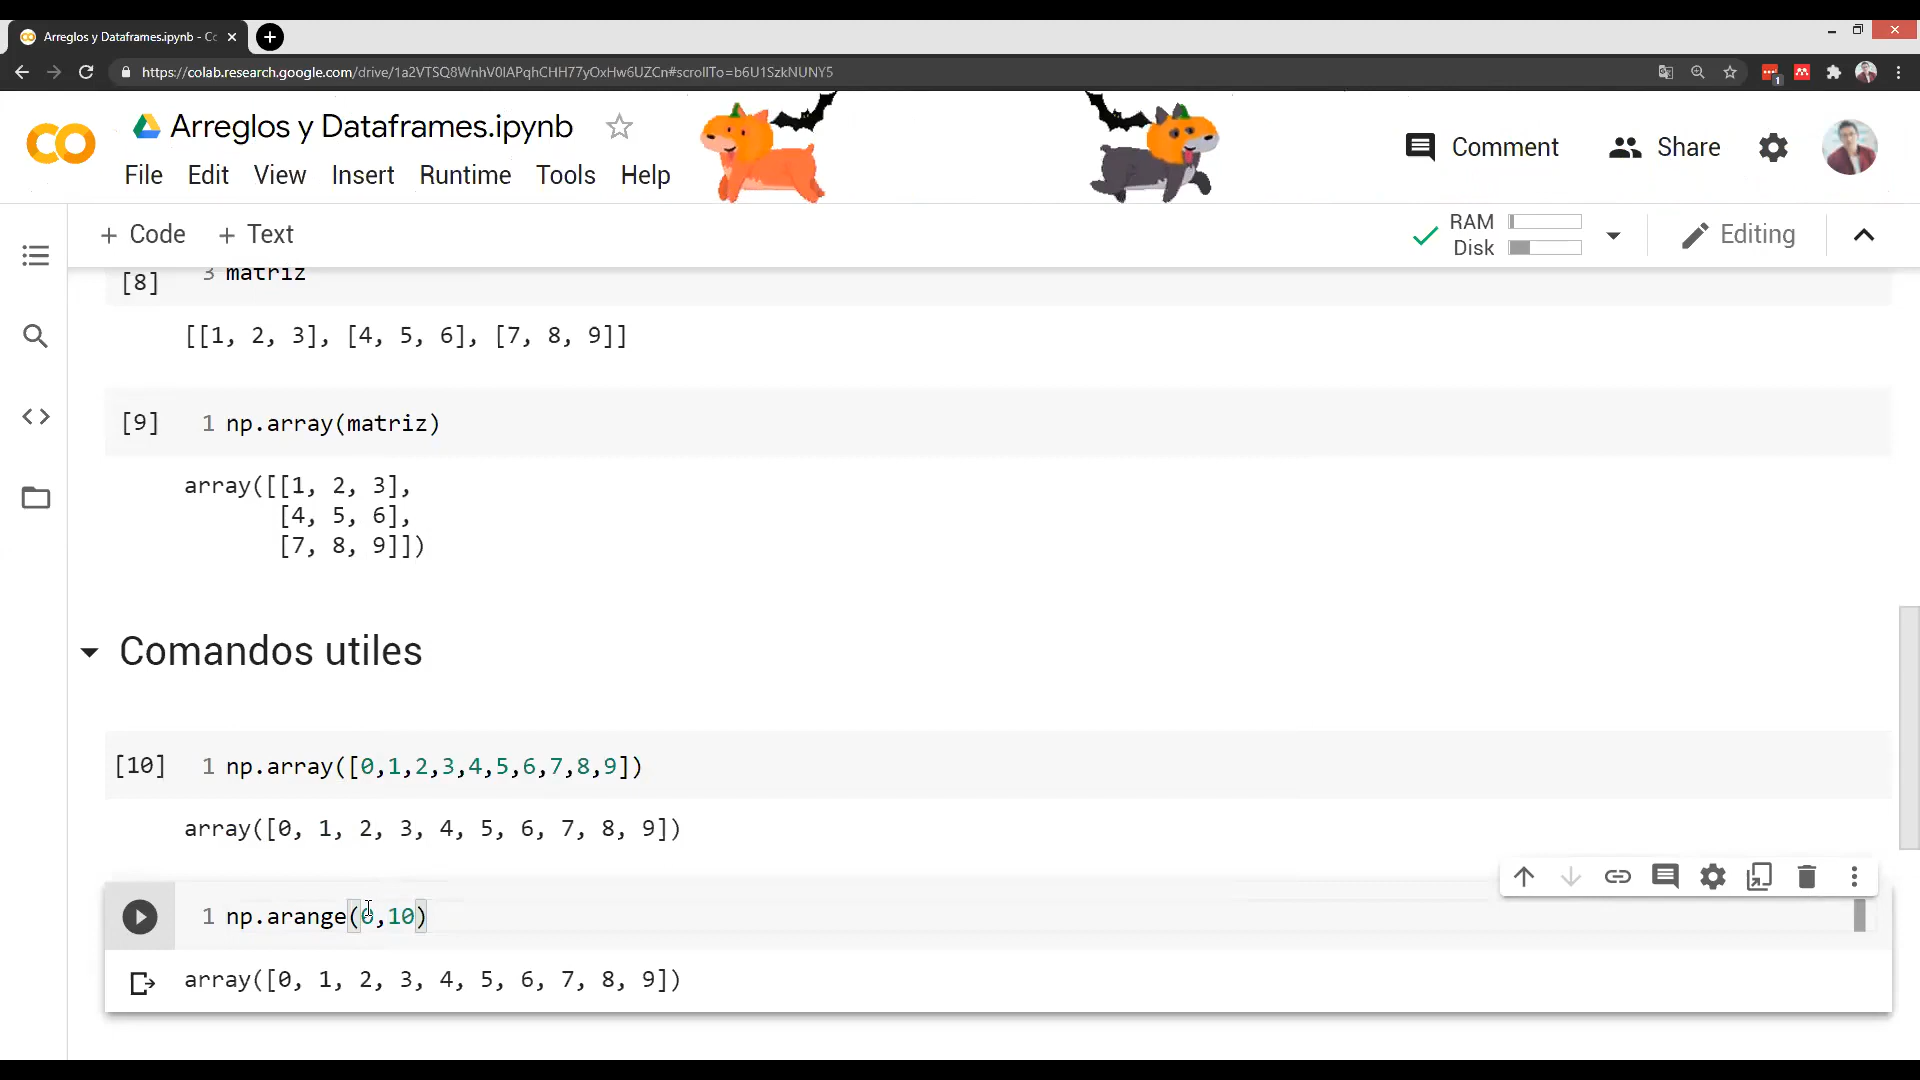 Arreglos y Dataframes.ipynb - Co
https://colab.research.google.com/drive/1a2VTSQ8WnhV0lAPqhCHH77yOxHw6UZCn#scrollTo=b6U1SzkNUNY5
1
CO
Arreglos y Dataframes.ipynb
Comment Share
File Edit View Insert Runtime Tools Help
+ Code + Text
RAM
Disk
Editing
[8] 3 matriz
[[1, 2, 3], [4, 5, 6], [7, 8, 9]]
[9] 1 np.array(matriz)
array([[1, 2, 3],
[4, 5, 6],
[7, 8, 9]])
Comandos utiles
[10] 1 np.array([0,1,2,3,4,5,6,7,8,9])
array([0, 1, 2, 3, 4, 5, 6, 7, 8, 9])
1 np.arange(0,10)
array([0, 1, 2, 3, 4, 5, 6, 7, 8, 9])